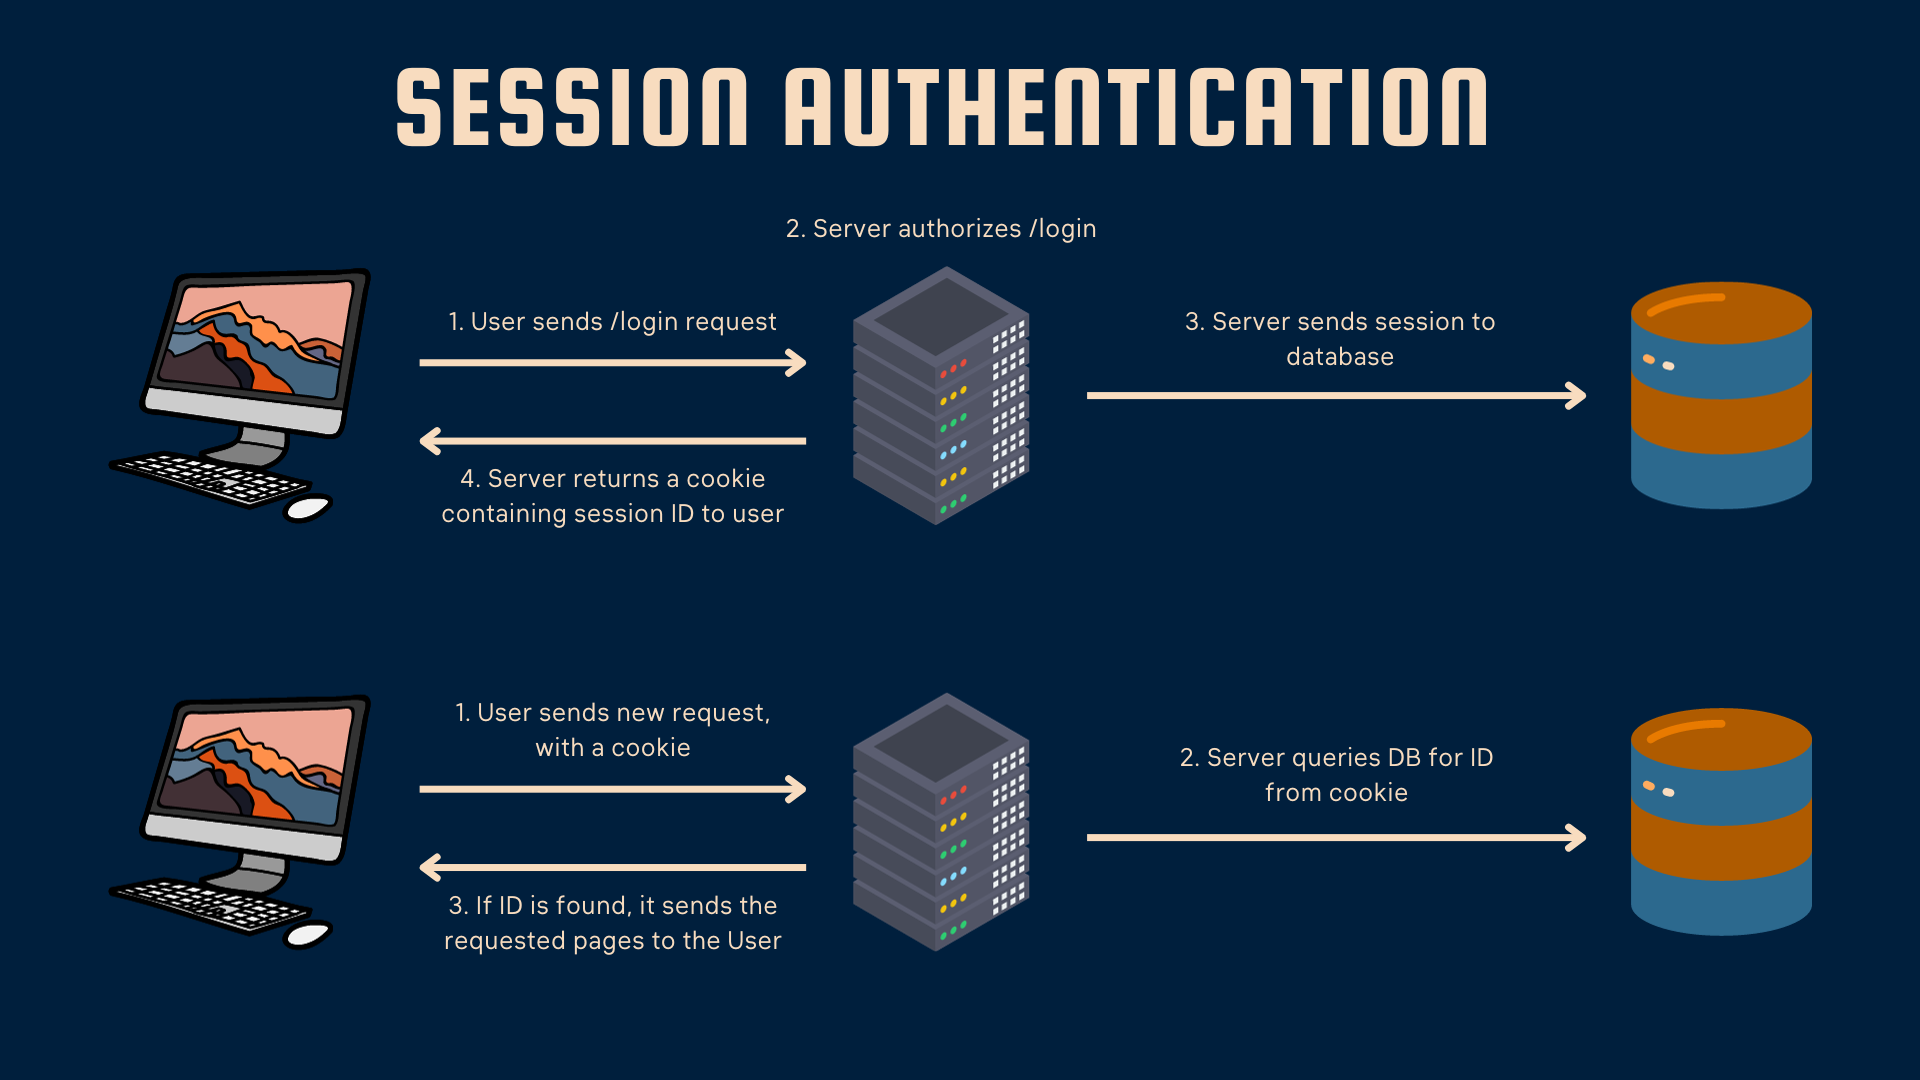 SESSION AUTHENTICATION
2. Server authorizes /login
1. User sends /login request
3. Server sends session to
database
4. Server returns a cookie
containing session ID to user
1. User sends new request,
with a cookie
2. Server queries DB for ID
from cookie
3. If ID is found, it sends the
requested pages to the User